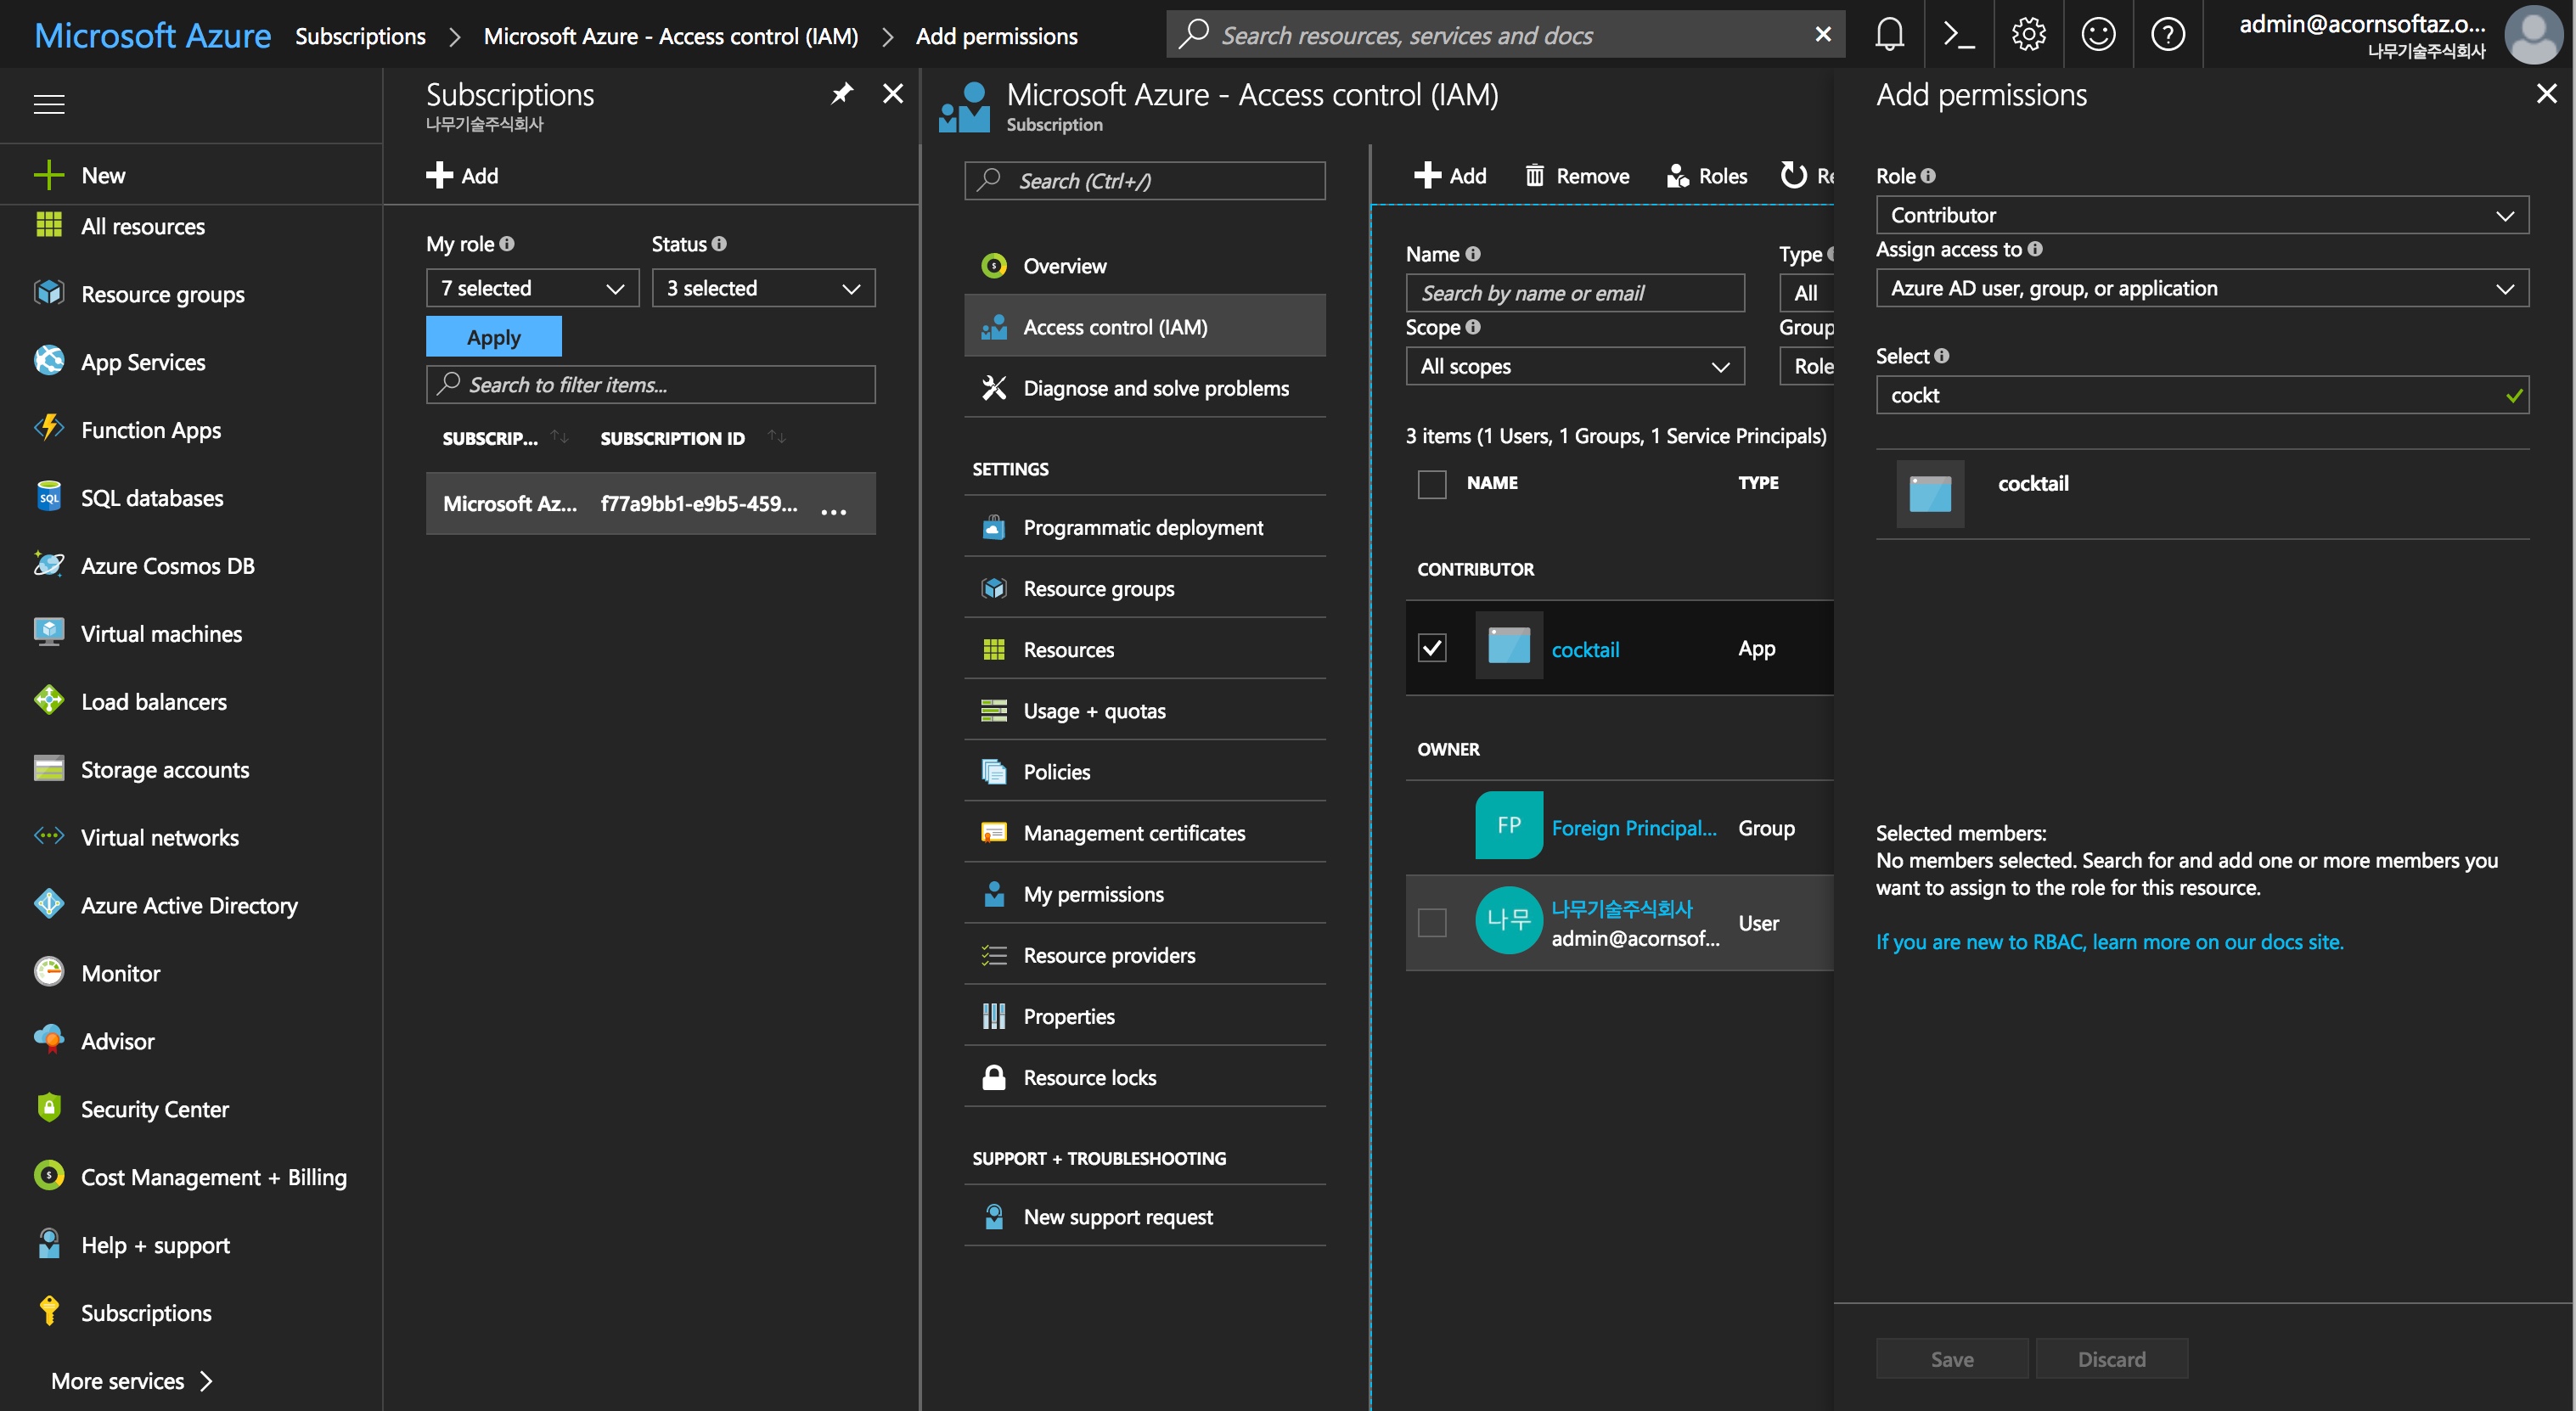 Microsoft Azure
Subscriptions
Microsoft Azure - Access control (IAM)
Add permissions
Search resources, services and docs
admin@acornsoftaz.o...
나무기술주식회사
New
All resources
Resource groups
App Services
Function Apps
SQL databases
Azure Cosmos DB
Virtual machines
Load balancers
Storage accounts
Virtual networks
Azure Active Directory
Monitor
Advisor
Security Center
Cost Management + Billing
Help + support
Subscriptions
More services
Subscriptions
나무기술주식회사
Add
My role
Status
7 selected
3 selected
Apply
Search to filter items...
SUBSCRIP...
SUBSCRIPTION ID
Microsoft Az...
f77a9bb1-e9b5-459...
...
Microsoft Azure - Access control (IAM)
Subscription
Search (Ctrl+/)
Overview
Access control (IAM)
Diagnose and solve problems
SETTINGS
Programmatic deployment
Resource groups
Resources
Usage + quotas
Policies
Management certificates
My permissions
Resource providers
Properties
Resource locks
SUPPORT + TROUBLESHOOTING
New support request
Add
Remove
Roles
Re
Name
Type
Search by name or email
All
Scope
Group
All scopes
Role
3 items (1 Users, 1 Groups, 1 Service Principals)
NAME
TYPE
CONTRIBUTOR
cocktail
App
OWNER
FP
Foreign Principal...
Group
나무
나무기술주식회사
admin@acornsof...
User
Add permissions
Role
Contributor
Assign access to
Azure AD user, group, or application
Select
cockt
cocktail
Selected members:
No members selected. Search for and add one or more members you
want to assign to the role for this resource.
If you are new to RBAC, learn more on our docs site.
Save
Discard